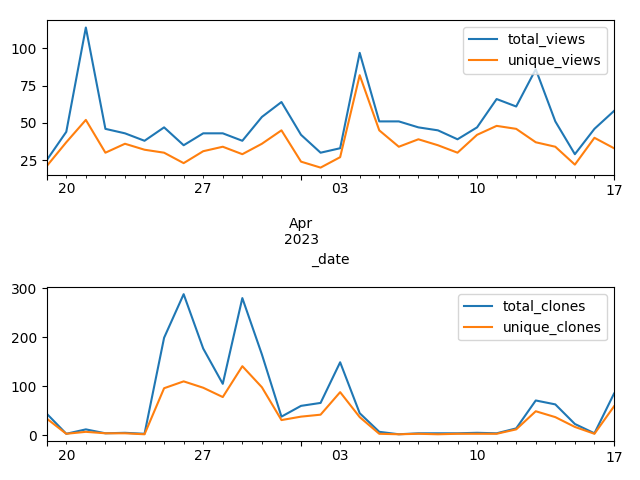 total_views
unique_views
100
75
50
25
20 27 03 10 17
Apr
2023
_date
total_clones
unique_clones
300
200
100
0
20 27 03 10 17